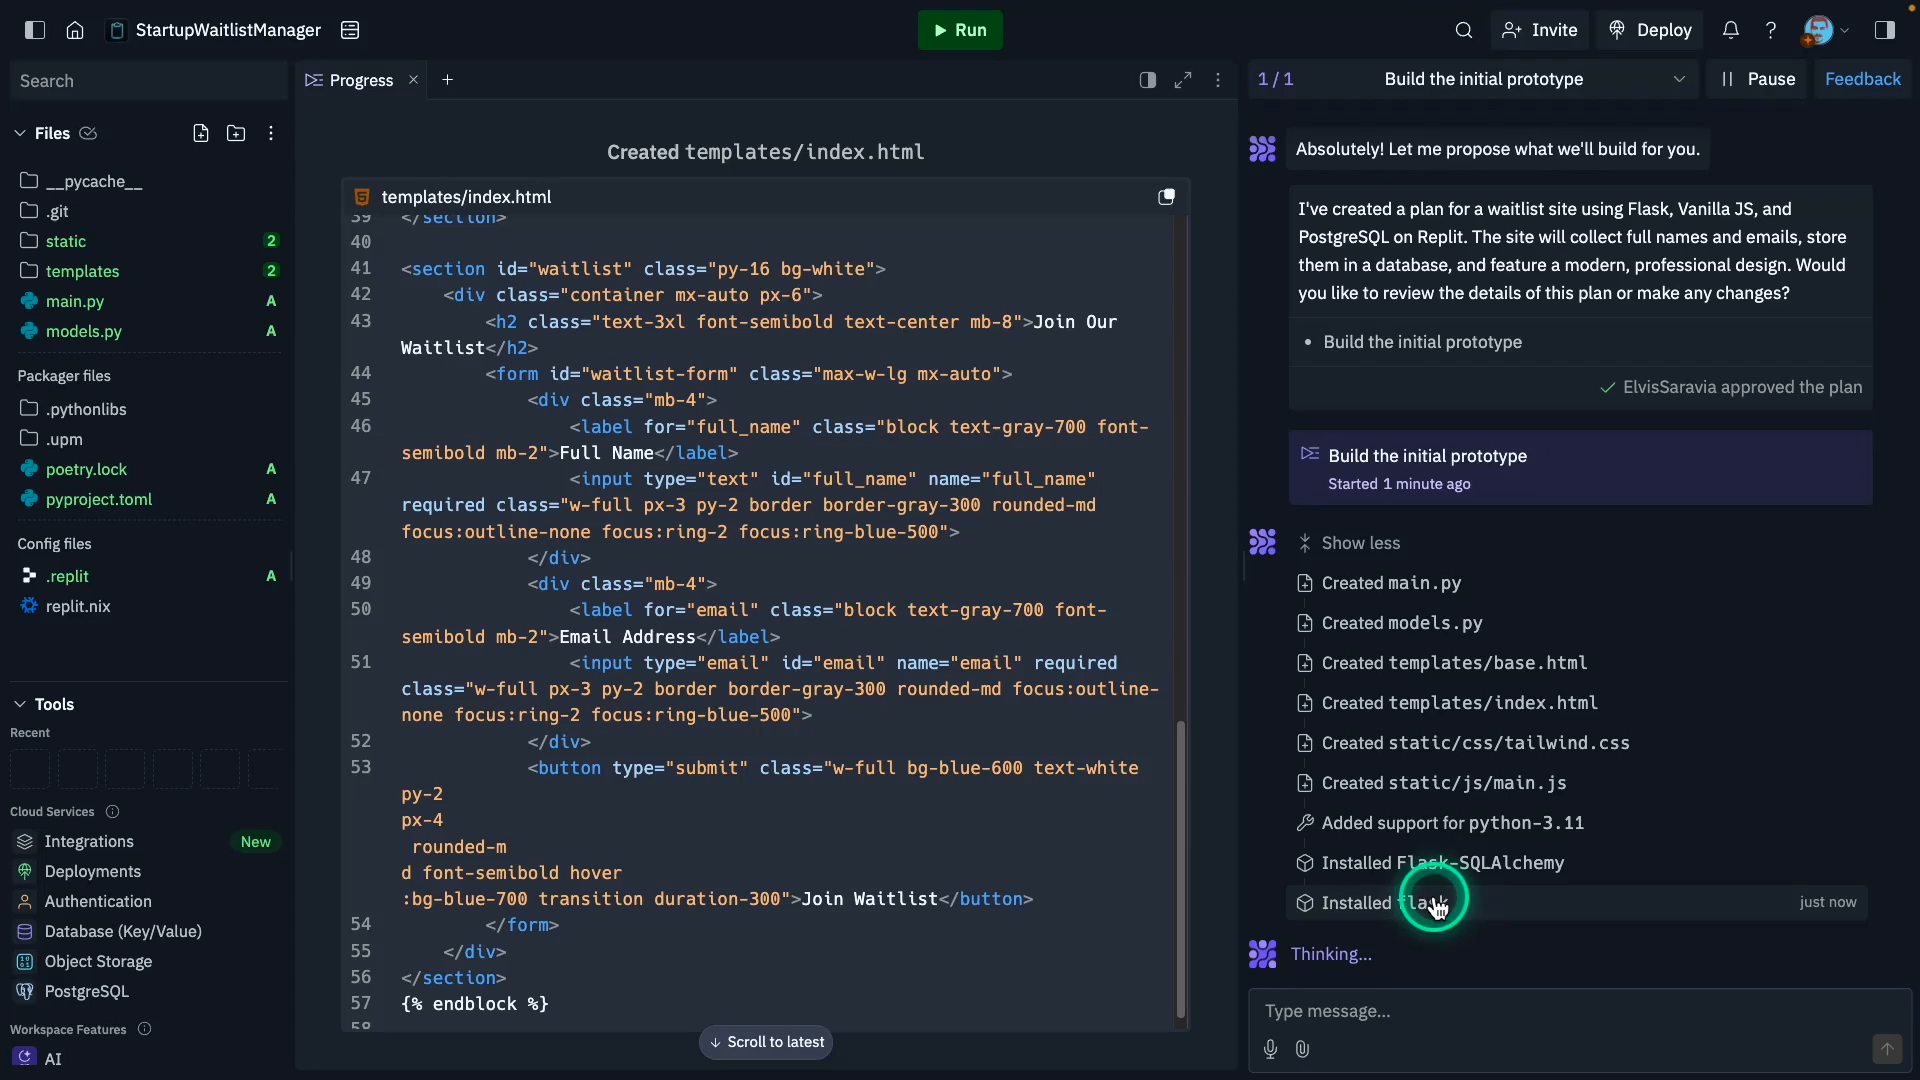 StartupWaitlistManager
Run
Invite
Deploy
Search
Files
__pycache__
.git
static 2
templates 2
main.py A
models.py A
Packager files
.pythonlibs
.upm
poetry.lock A
pyproject.toml A
Config files
.replit A
replit.nix
Tools
Recent
Cloud Services
Integrations New
Deployments
Authentication
Database (Key/Value)
Object Storage
PostgreSQL
Workspace Features
AI
Progress
Created templates/index.html
templates/index.html
39 </section>
40
41 <section id="waitlist" class="py-16 bg-white">
42 <div class="container mx-auto px-6">
43 <h2 class="text-3xl font-semibold text-center mb-8">Join Our
Waitlist</h2>
44 <form id="waitlist-form" class="max-w-lg mx-auto">
45 <div class="mb-4">
46 <label for="full_name" class="block text-gray-700 font-
semibold mb-2">Full Name</label>
47 <input type="text" id="full_name" name="full_name"
required class="w-full px-3 py-2 border border-gray-300 rounded-md
focus:outline-none focus:ring-2 focus:ring-blue-500">
48 </div>
49 <div class="mb-4">
50 <label for="email" class="block text-gray-700 font-
semibold mb-2">Email Address</label>
51 <input type="email" id="email" name="email" required
class="w-full px-3 py-2 border border-gray-300 rounded-md focus:outline-
none focus:ring-2 focus:ring-blue-500">
52 </div>
53 <button type="submit" class="w-full bg-blue-600 text-white
py-2
px-4
rounded-m
d font-semibold hover
:bg-blue-700 transition duration-300">Join Waitlist</button>
54 </form>
55 </div>
56 </section>
57 {% endblock %}
58
Scroll to latest
1 / 1 Build the initial prototype
Pause
Feedback
Absolutely! Let me propose what we'll build for you.
I've created a plan for a waitlist site using Flask, Vanilla JS, and
PostgreSQL on Replit. The site will collect full names and emails, store
them in a database, and feature a modern, professional design. Would
you like to review the details of this plan or make any changes?
• Build the initial prototype
ElvisSaravia approved the plan
Build the initial prototype
Started 1 minute ago
Show less
Created main.py
Created models.py
Created templates/base.html
Created templates/index.html
Created static/css/tailwind.css
Created static/js/main.js
Added support for python-3.11
Installed Flask-SQLAlchemy
Installed flask just now
Thinking...
Type message...